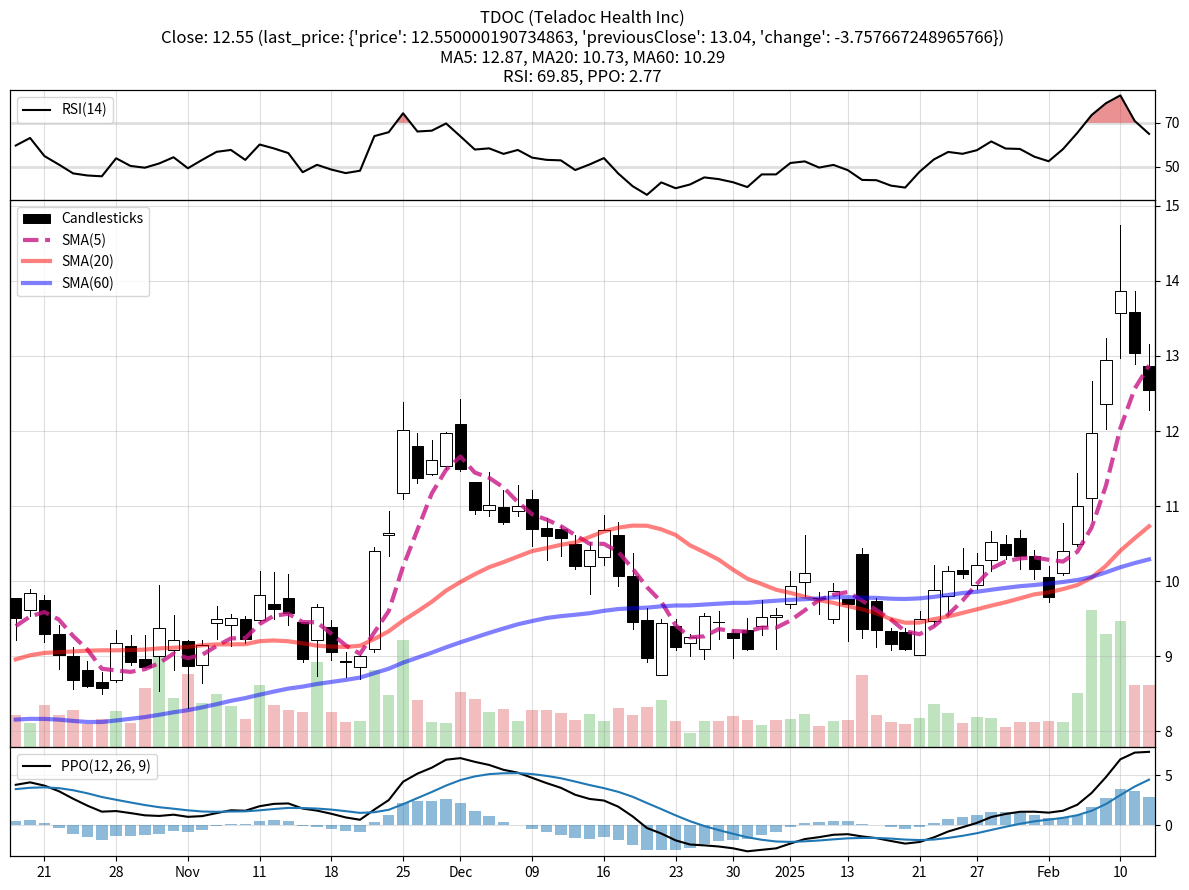 TDOC (Teladoc Health Inc)
Close: 12.55 (last_price: {'price': 12.550000190734863, 'previousClose': 13.04, 'change': -3.757667248965766})
MA5: 12.87, MA20: 10.73, MA60: 10.29
RSI: 69.85, PPO: 2.77
RSI(14)
70
50
Candlesticks
SMA(5)
SMA(20)
SMA(60)
15
14
13
12
11
10
9
8
PPO(12, 26, 9)
5
0
21 28 Nov 11 18 25 Dec 09 16 23 30 2025 13 21 27 Feb 10